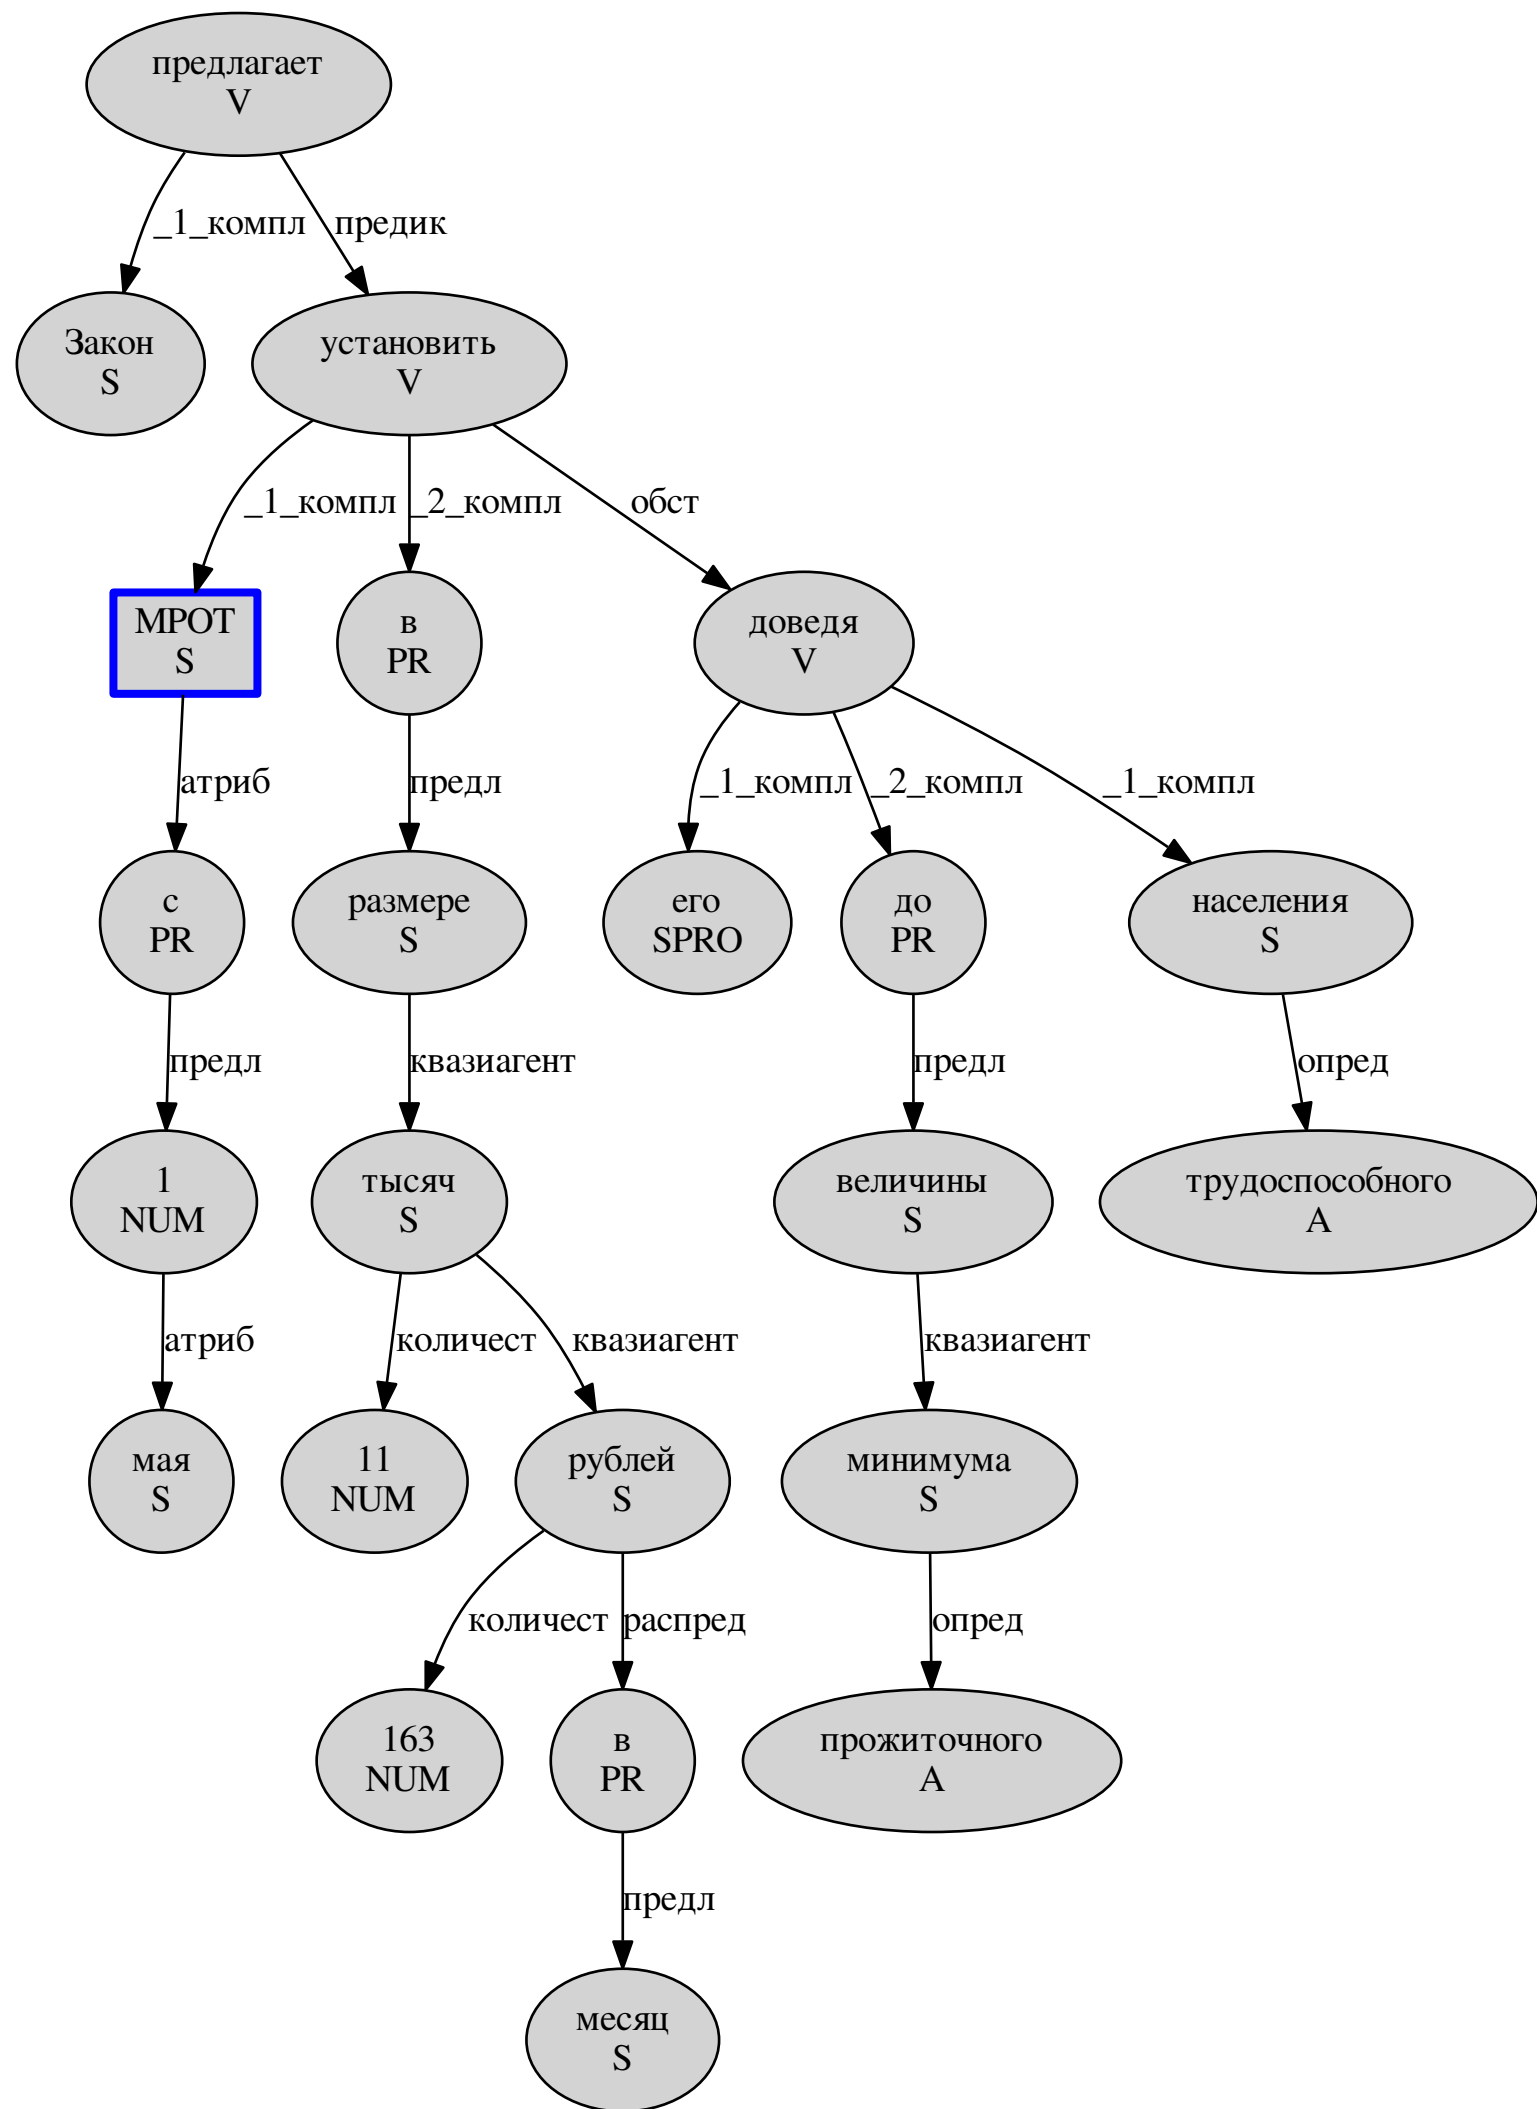 предлагает
V
_1_компл предик
Закон
S
установить
V
_1_компл _2_компл обст
МРОТ
S
в
PR
доведя
V
атриб предл _1_компл _2_компл _1_компл
с
PR
размере
S
его
SPRO
до
PR
населения
S
предл квазиагент предл опред
1
NUM
тысяч
S
величины
S
трудоспособного
A
атриб количест квазиагент квазиагент
мая
S
11
NUM
рублей
S
минимума
S
количест распред опред
163
NUM
в
PR
прожиточного
A
предл
месяц
S